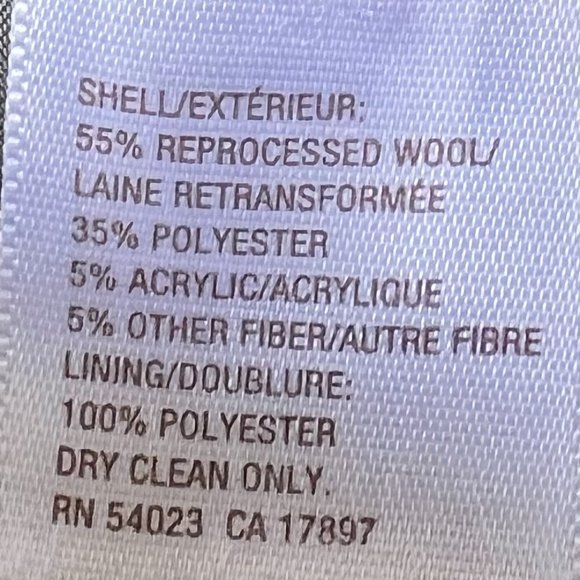 SHELL/EXTÉRIEUR:
55% REPROCESSED WOOL/
LAINE RETRANSFORMÉE
35% POLYESTER
5% ACRYLIC/ACRYLIQUE
5% OTHER FIBER/AUTRE FIBRE
LINING/DOUBLURE:
100% POLYESTER
DRY CLEAN ONLY.
RN 54023 CA 17897